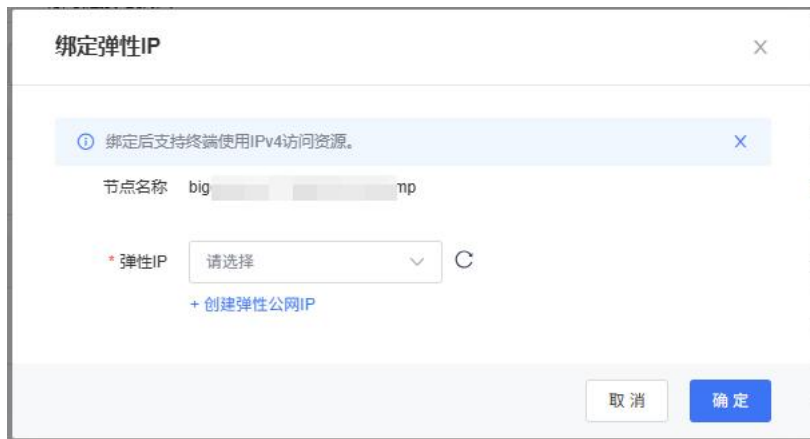 绑定弹性IP
绑定后支持终端使用IPv4访问资源。
节点名称 big mp
* 弹性IP 请选择
+ 创建弹性公网IP
取消 确定